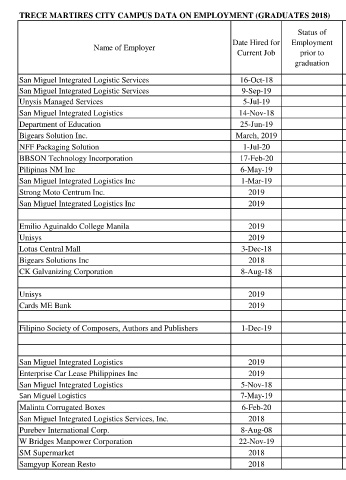 TRECE MARTIRES CITY CAMPUS DATA ON EMPLOYMENT (GRADUATES 2018)
Name of Employer Date Hired for Current Job Status of Employment prior to graduation
San Miguel Integrated Logistic Services 16-Oct-18
San Miguel Integrated Logistic Services 9-Sep-19
Unysis Managed Services 5-Jul-19
San Miguel Integrated Logistics 14-Nov-18
Department of Education 25-Jun-19
Bigears Solution Inc. March, 2019
NFF Packaging Solution 1-Jul-20
BBSON Technology Incorporation 17-Feb-20
Pilipinas NM Inc 6-May-19
San Miguel Integrated Logistics Inc 1-Mar-19
Strong Moto Centrum Inc. 2019
San Miguel Integrated Logistics Inc 2019
Emilio Aguinaldo College Manila 2019
Unisys 2019
Lotus Central Mall 3-Dec-18
Bigears Solutions Inc 2018
CK Galvanizing Corporation 8-Aug-18
Unisys 2019
Cards ME Bank 2019
Filipino Society of Composers, Authors and Publishers 1-Dec-19
San Miguel Integrated Logistics 2019
Enterprise Car Lease Philippines Inc 2019
San Miguel Integrated Logistics 5-Nov-18
San Miguel Logistics 7-May-19
Malinta Corrugated Boxes 6-Feb-20
San Miguel Integrated Logistics Services, Inc. 2018
Purebev International Corp. 8-Aug-08
W Bridges Manpower Corporation 22-Nov-19
SM Supermarket 2018
Samgyup Korean Resto 2018